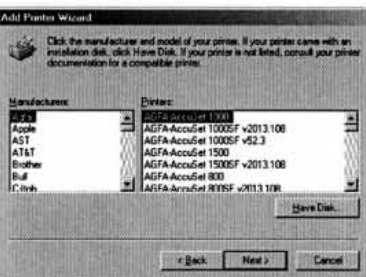 Add Printer Wizard
Click the manufacturer and model of your printer. If your printer came with an
installation disk, click Have Disk. If your printer is not listed, consult your printer
documentation for a compatible printer.
Manufacturers:
Agfa
Apple
AST
AT&T
Brother
Bull
C-Itoh
Printers:
AGFA-AccuSet 1000
AGFA-AccuSet 1000SF v2013.108
AGFA-AccuSet 1000SF v52.3
AGFA-AccuSet 1500
AGFA-AccuSet 1500SF v2013.108
AGFA-AccuSet 800
AGFA-AccuSet 800SF v2013.108
Have Disk...
< Back
Next >
Cancel